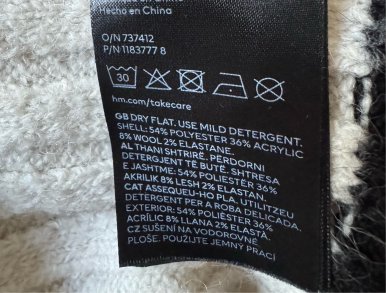 Hecho en China
O/N 737412
P/N 1183777 8
30
hm.com/takecare
GB DRY FLAT. USE MILD DETERGENT.
SHELL: 54% POLYESTER 36% ACRYLIC
8% WOOL 2% ELASTANE.
AL THANI SHTRIRË. PËRDORNI
DETERGJENT TË BUTË. SHTRESA
E JASHTME: 54% POLIESTER 36%
AKRILIK 8% LESH 2% ELASTAN.
CAT ASSEQUEU-HO PLA. UTILITZEU
DETERGENT PER A ROBA DELICADA.
EXTERIOR: 54% POLIÈSTER 36%
ACRÍLIC 8% LLANA 2% ELASTÀ.
CZ SUŠENÍ NA VODOROVNÉ
PLOŠE. POUŽIJTE JEMNÝ PRACÍ